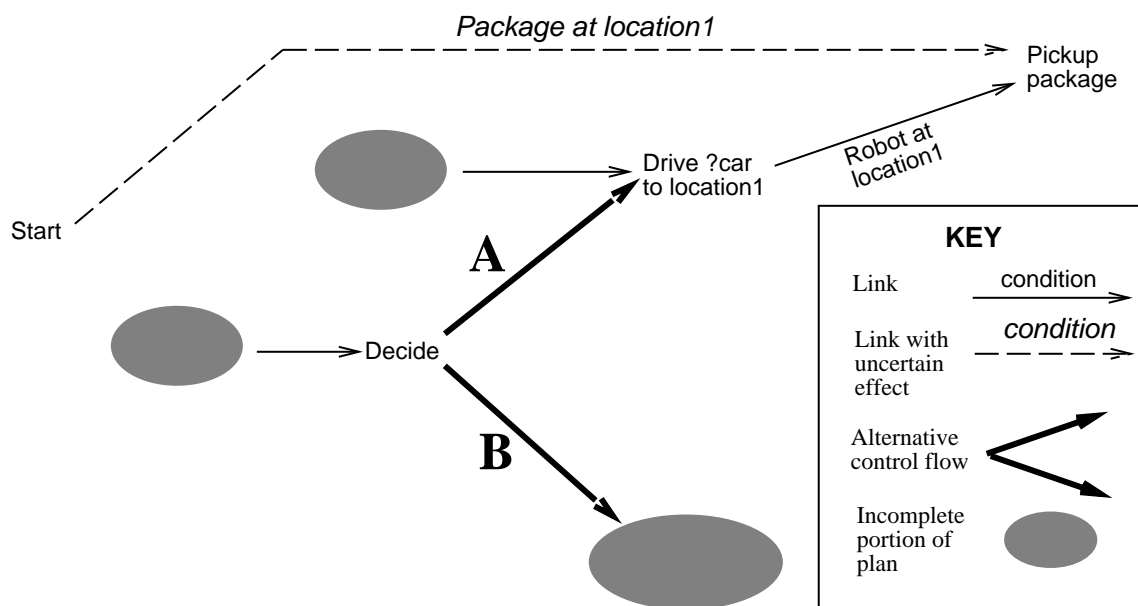 Package at location1
Pickup
package
Robot at
location1
Drive ?car
to location1
Start
A
Decide
B
KEY
Link
condition
Link with
uncertain
effect
condition
Alternative
control flow
Incomplete
portion of
plan